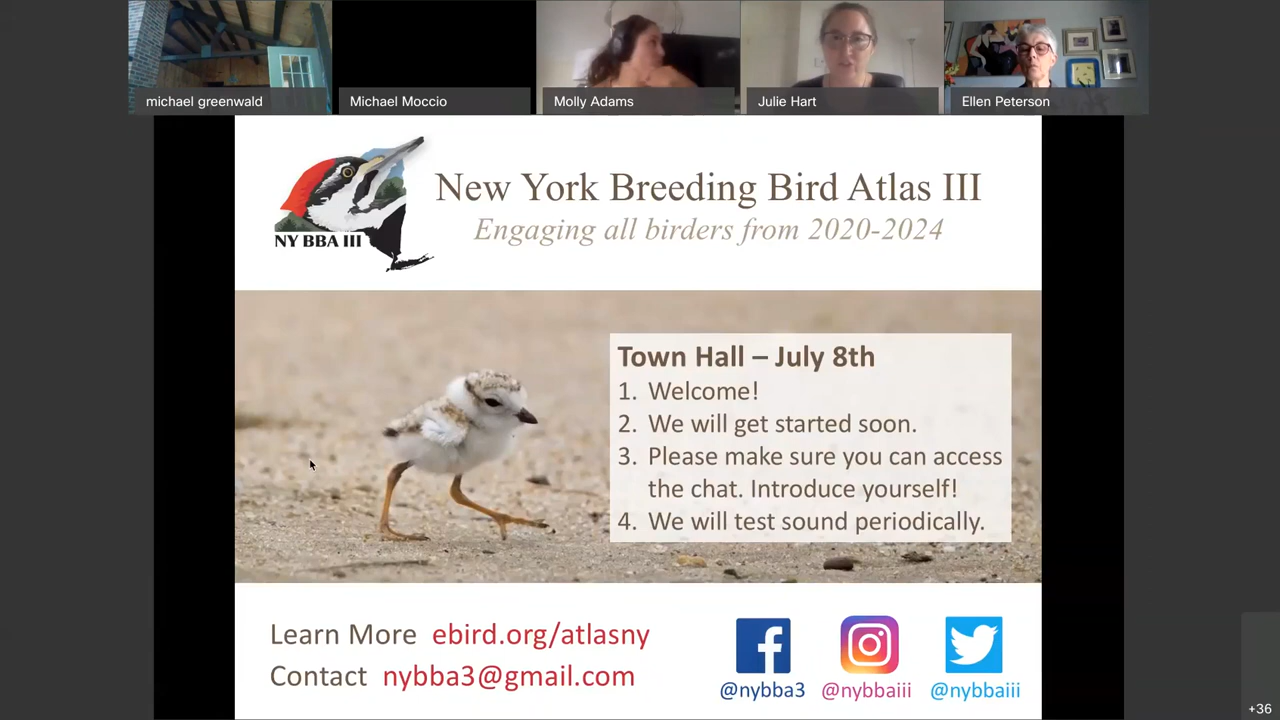 michael greenwald
Michael Moccio
Molly Adams
Julie Hart
Ellen Peterson
NY BBA III
New York Breeding Bird Atlas III
Engaging all birders from 2020-2024
Town Hall – July 8th
1. Welcome!
2. We will get started soon.
3. Please make sure you can access
the chat. Introduce yourself!
4. We will test sound periodically.
Learn More ebird.org/atlasny
Contact nybba3@gmail.com
@nybba3
@nybbaiii
@nybbaiii
+36